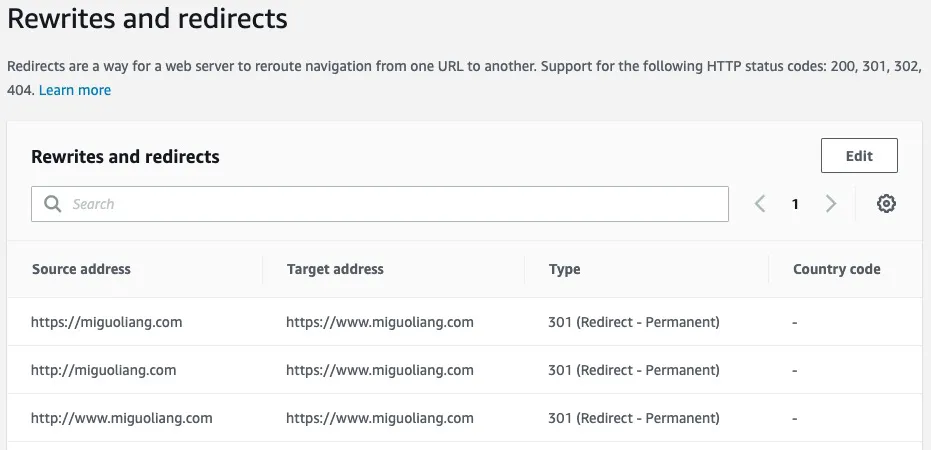 Rewrites and redirects
Redirects are a way for a web server to reroute navigation from one URL to another. Support for the following HTTP status codes: 200, 301, 302,
404. Learn more
Rewrites and redirects
Edit
Search
1
Source address Target address Type Country code
https://miguoliang.com https://www.miguoliang.com 301 (Redirect - Permanent) -
http://miguoliang.com https://www.miguoliang.com 301 (Redirect - Permanent) -
http://www.miguoliang.com https://www.miguoliang.com 301 (Redirect - Permanent) -